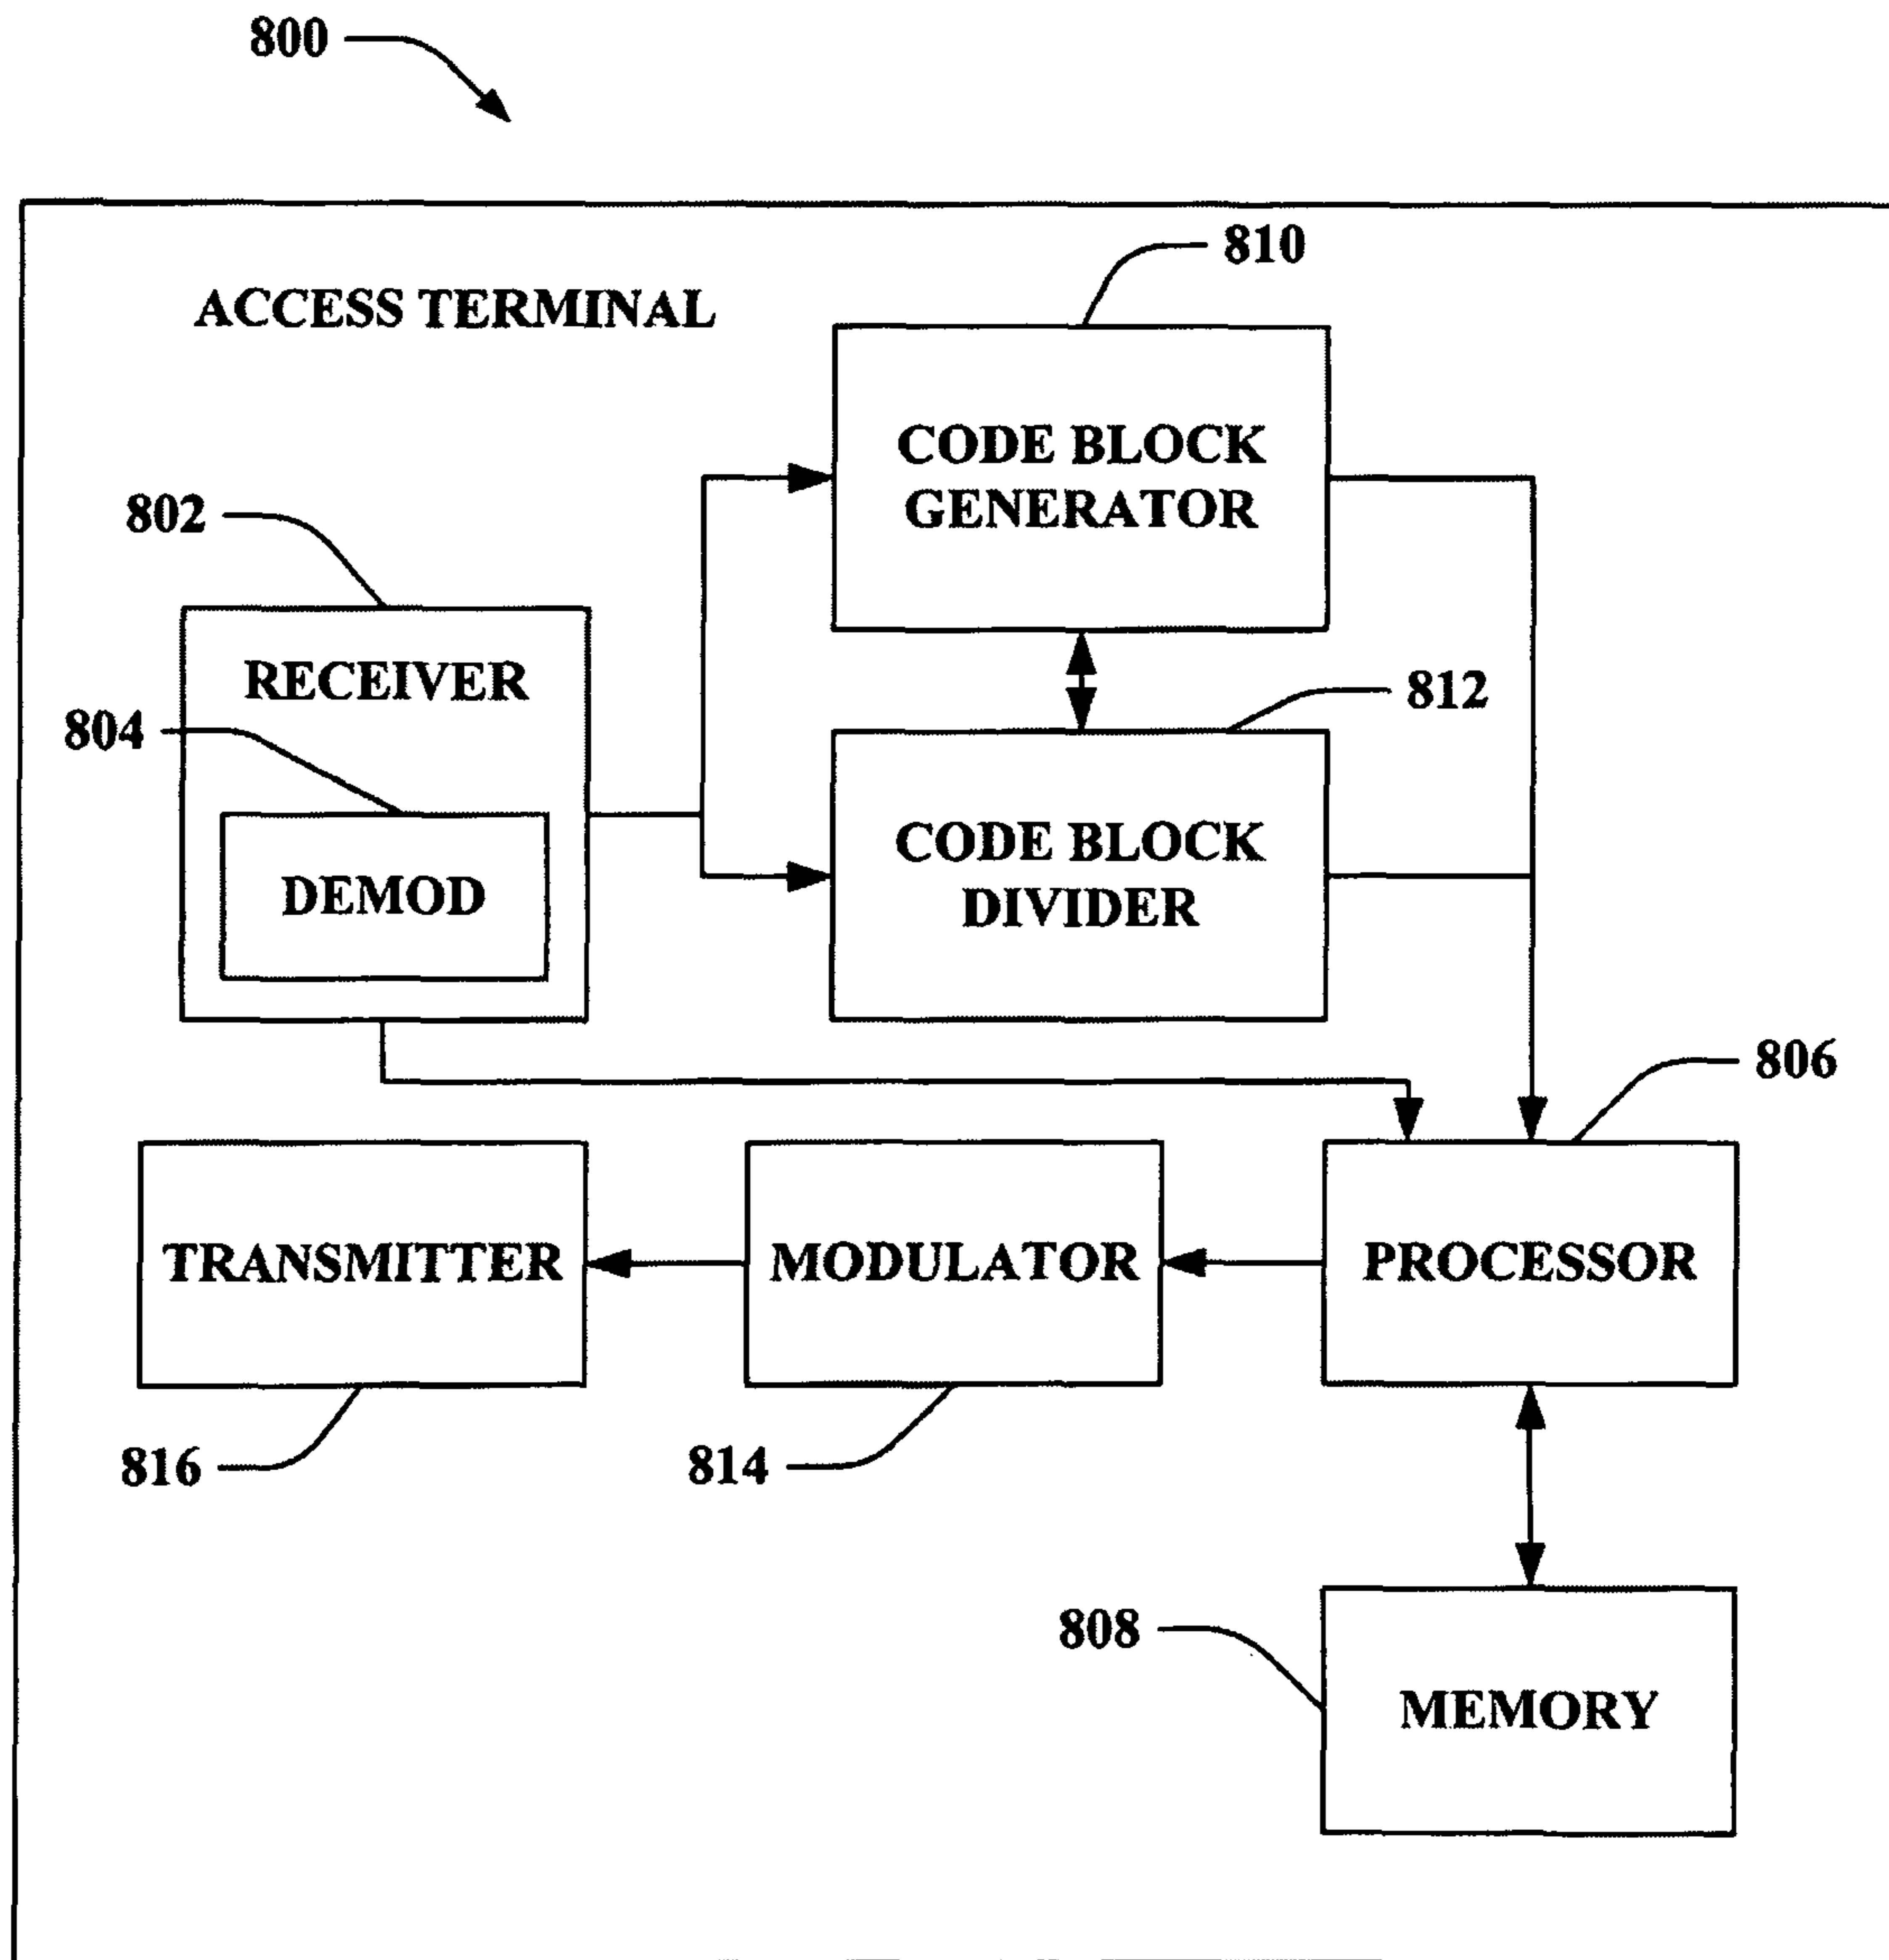 800
810
ACCESS TERMINAL
CODE BLOCK
GENERATOR
802
RECEIVER
812
804
CODE BLOCK
DIVIDER
DEMOD
806
TRANSMITTER
MODULATOR
PROCESSOR
816
814
808
MEMORY